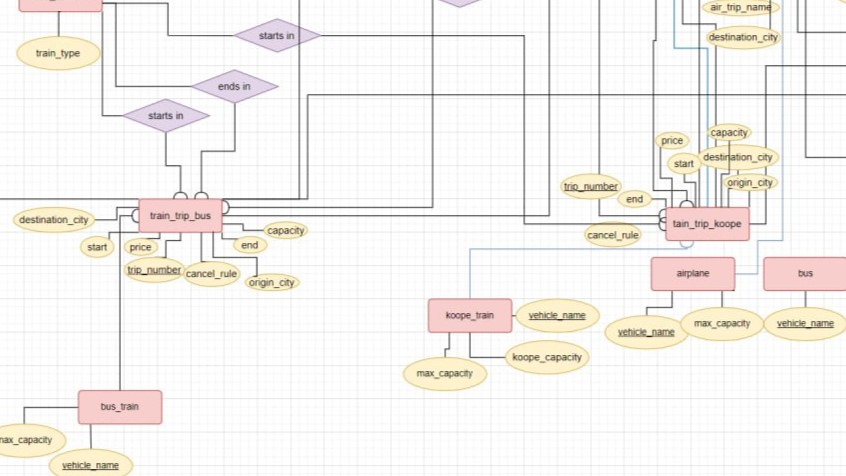 air_trip_name
destination_city
starts in
train_type
ends in
starts in
price
capacity
start
destination_city
origin_city
trip_number
end
cancel_rule
tain_trip_koope
destination_city
train_trip_bus
capacity
start
price
end
trip_number
cancel_rule
origin_city
airplane
bus
koope_train
vehicle_name
vehicle_name
max_capacity
vehicle_name
koope_capacity
max_capacity
bus_train
max_capacity
vehicle_name